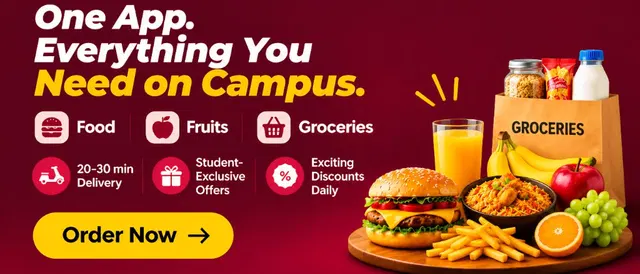 One App.
Everything You
Need on Campus.
Food
Fruits
Groceries
20–30 min
Delivery
Student-
Exclusive
Offers
Exciting
Discounts
Daily
Order Now →
GROCERIES